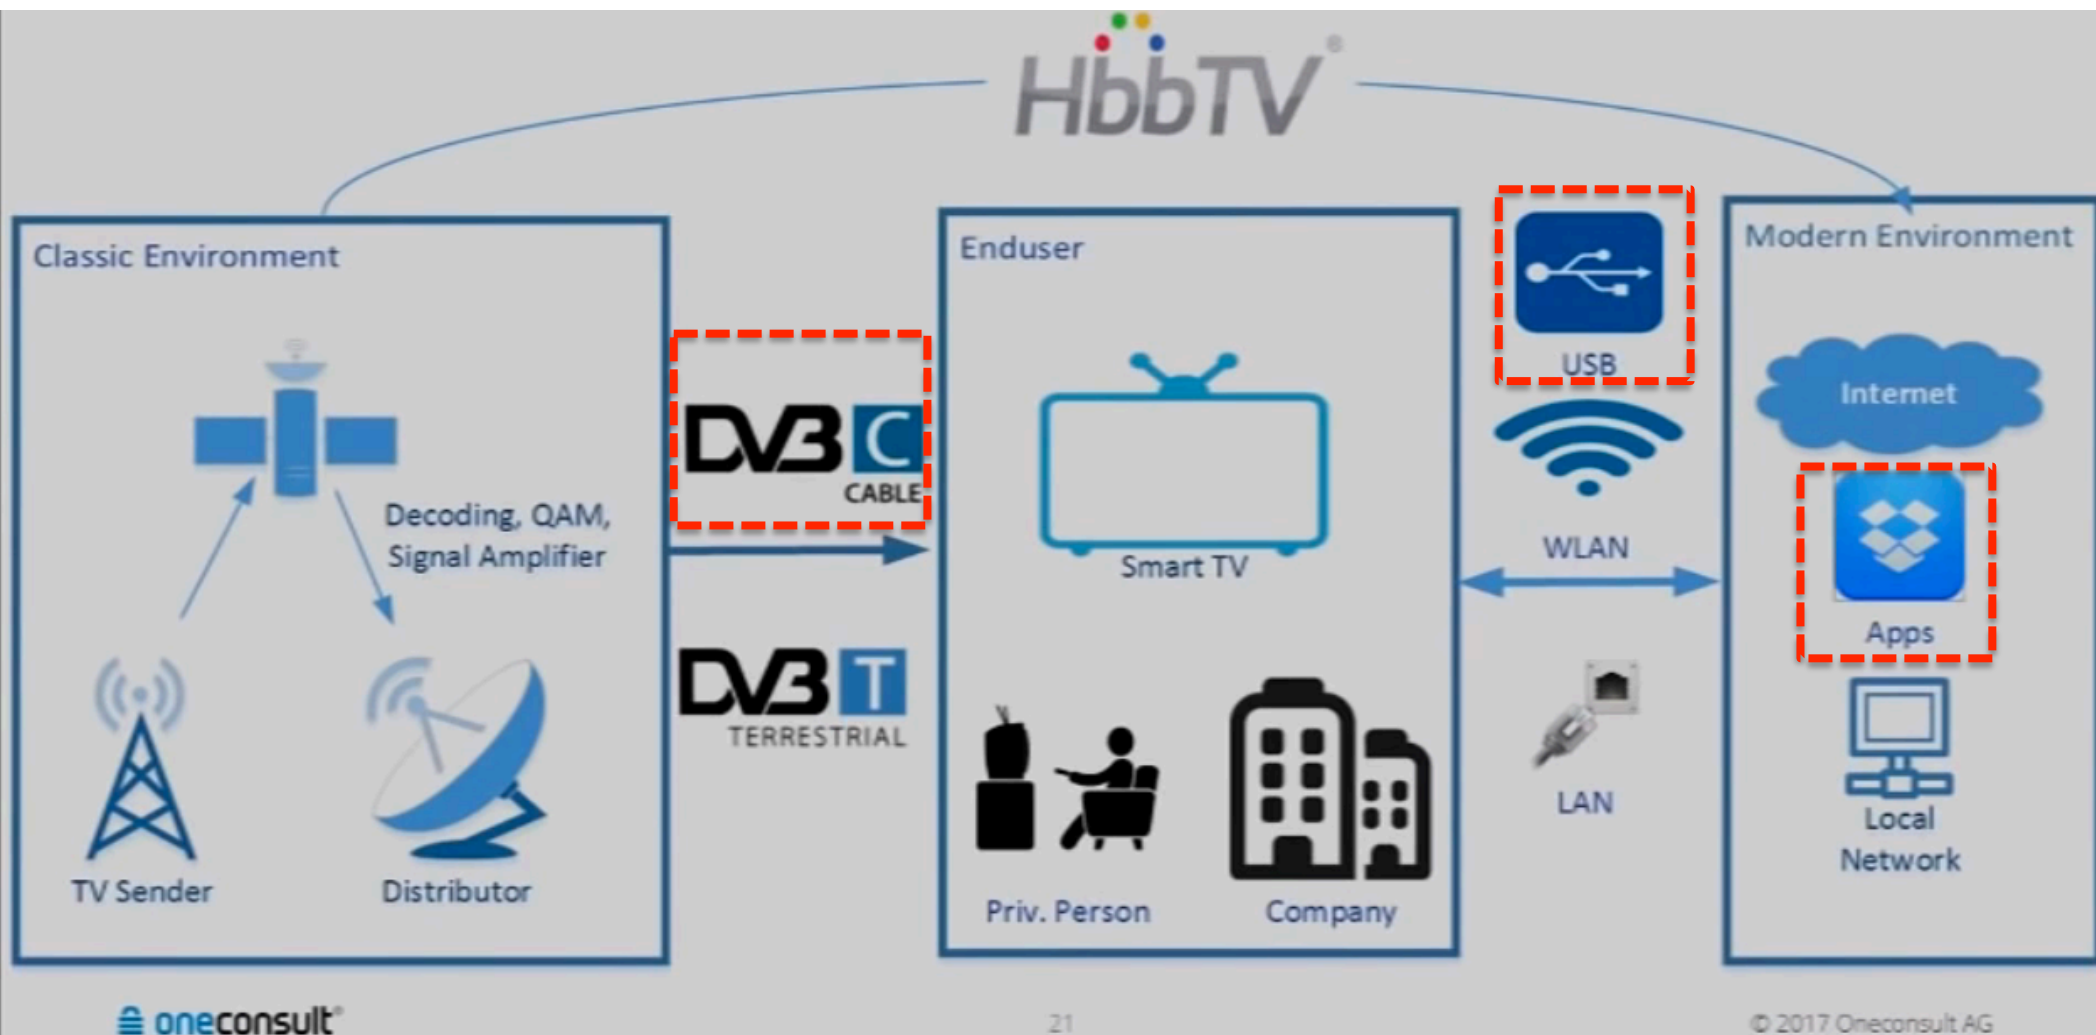 HbbTV®
Classic Environment
Decoding, QAM,
Signal Amplifier
TV Sender
Distributor
DVB C
CABLE
DVB T
TERRESTRIAL
Enduser
Smart TV
Priv. Person
Company
USB
WLAN
LAN
Modern Environment
Internet
Apps
Local
Network
oneconsult®
21
© 2017 Oneconsult AG